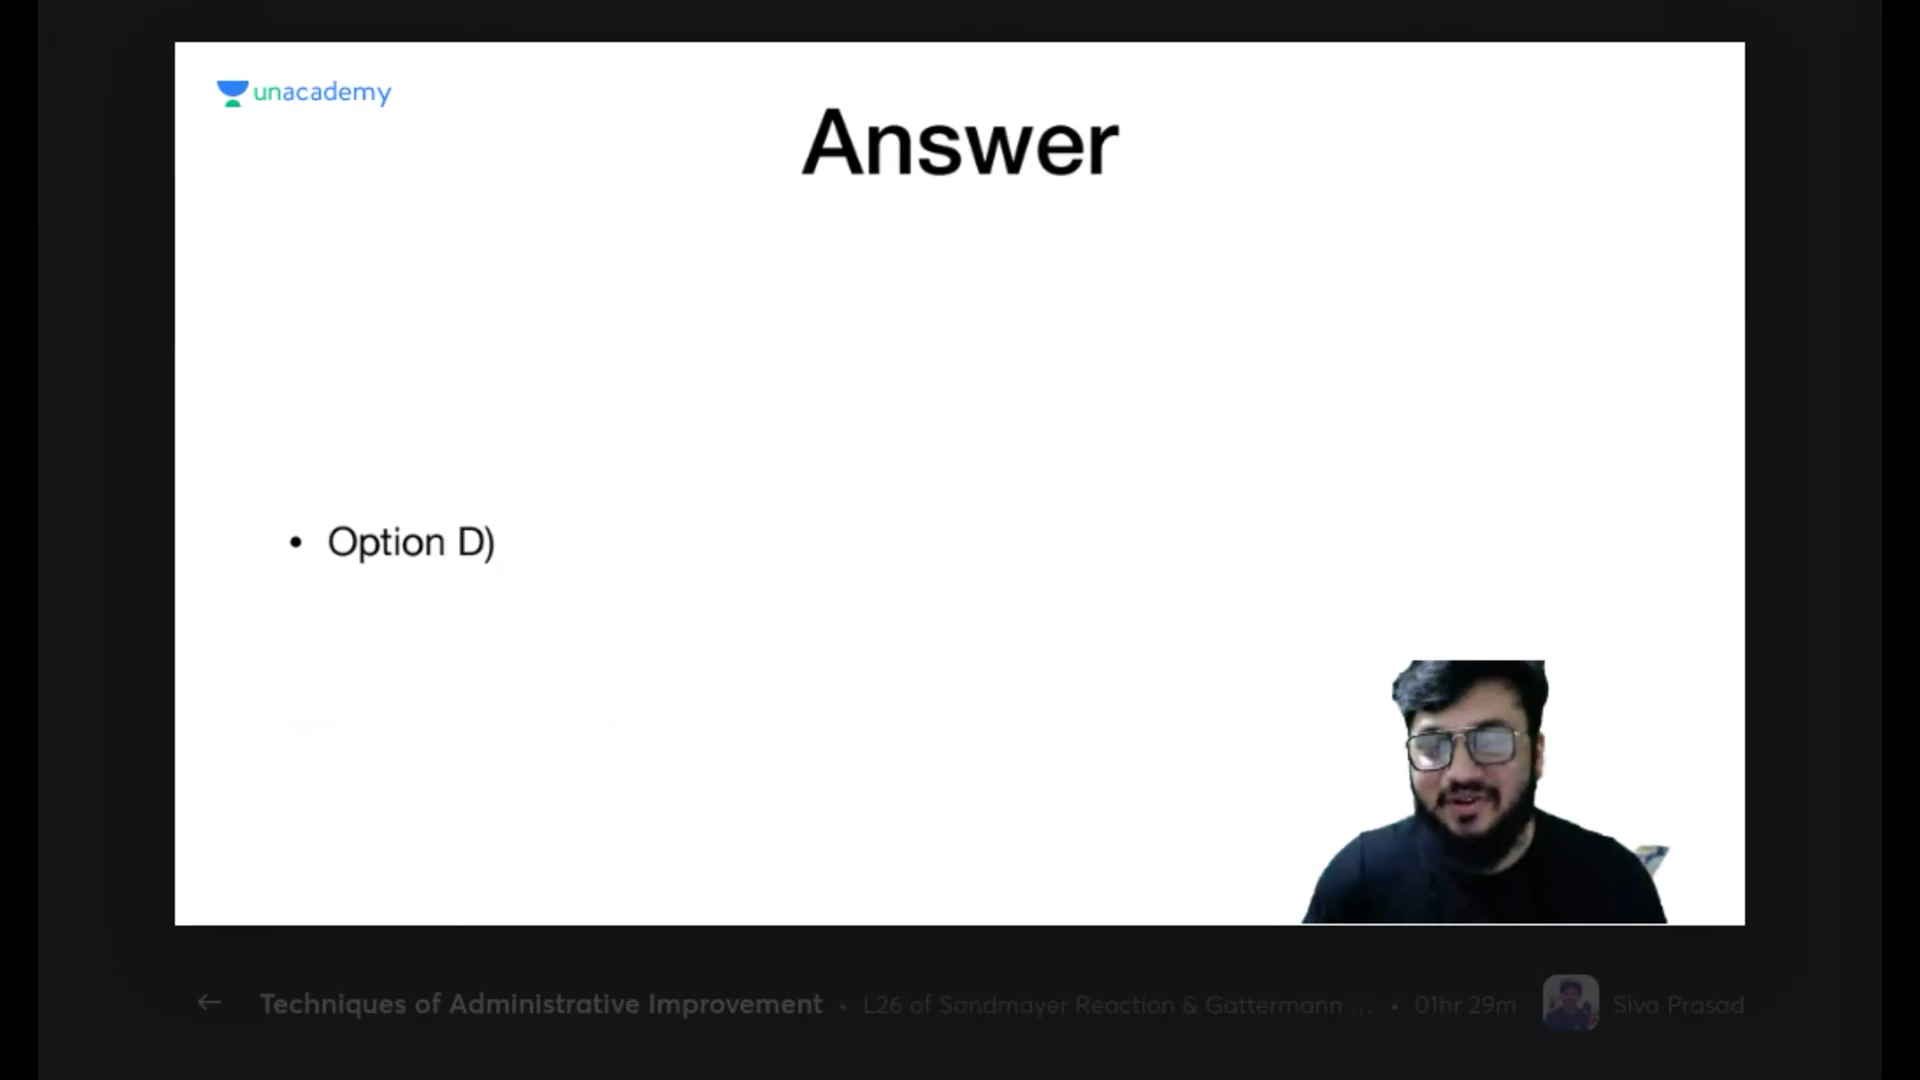 unacademy
Answer
• Option D)
← Techniques of Administrative Improvement • L26 of Sandmayer Reaction & Gattermann ... • 01hr 29m Siva Prasad